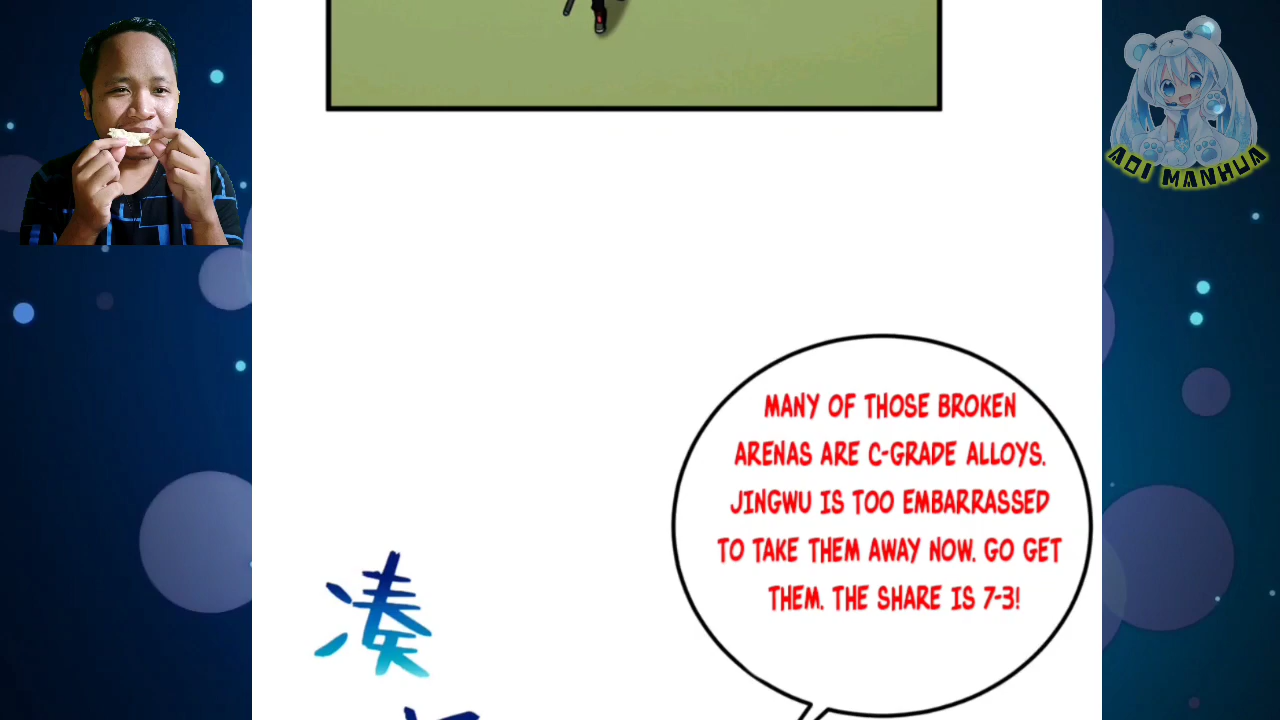 AOI MANHUA
MANY OF THOSE BROKEN
ARENAS ARE C-GRADE ALLOYS.
JINGWU IS TOO EMBARRASSED
TO TAKE THEM AWAY NOW. GO GET
THEM. THE SHARE IS 7-3!
凑